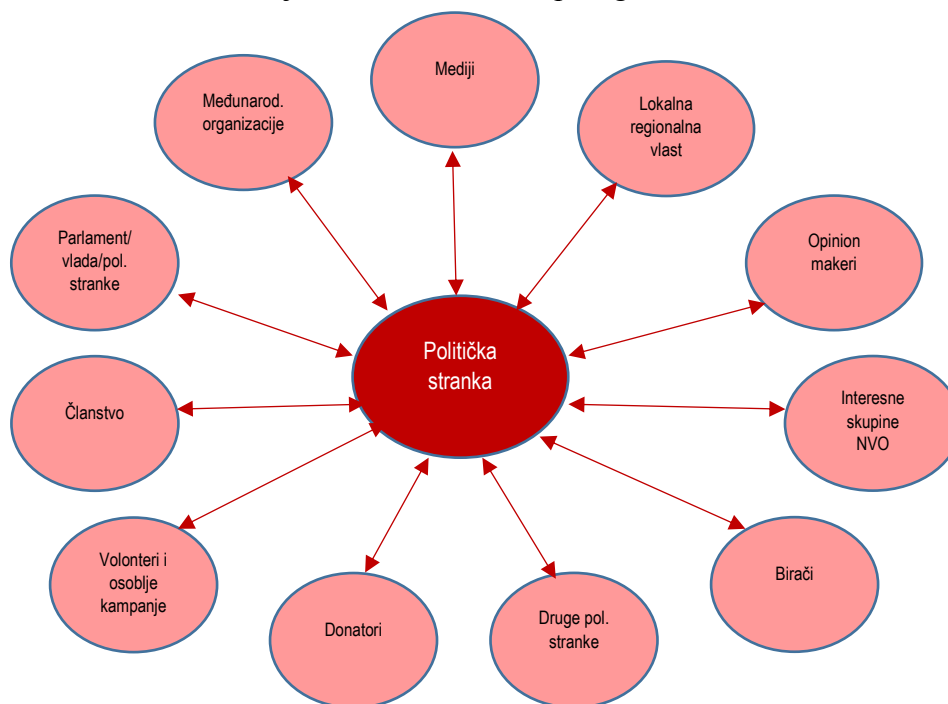 Mediji
Međunarod.
organizacije
Lokalna
regionalna
vlast
Parlament/
vlada/pol.
stranke
Opinion
makeri
Politička
stranka
Članstvo
Interesne
skupine
NVO
Volonteri i
osoblje
kampanje
Birači
Donatori
Druge pol.
stranke